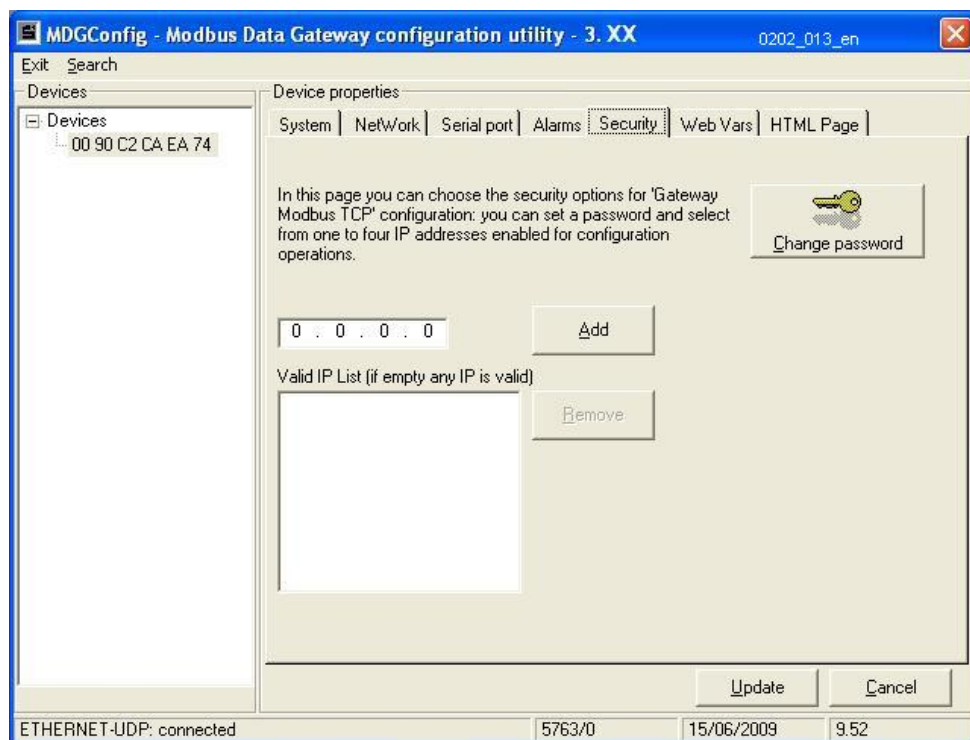 MDGConfig - Modbus Data Gateway configuration utility - 3. XX
0202_013_en
Exit Search
Devices
Devices
00 90 C2 CA EA 74
Device properties
System NetWork Serial port Alarms Security Web Vars HTML Page
In this page you can choose the security options for 'Gateway
Modbus TCP' configuration: you can set a password and select
from one to four IP addresses enabled for configuration
operations.
Change password
0 . 0 . 0 . 0
Add
Valid IP List (if empty any IP is valid)
Remove
Update
Cancel
ETHERNET-UDP: connected
5763/0
15/06/2009
9.52